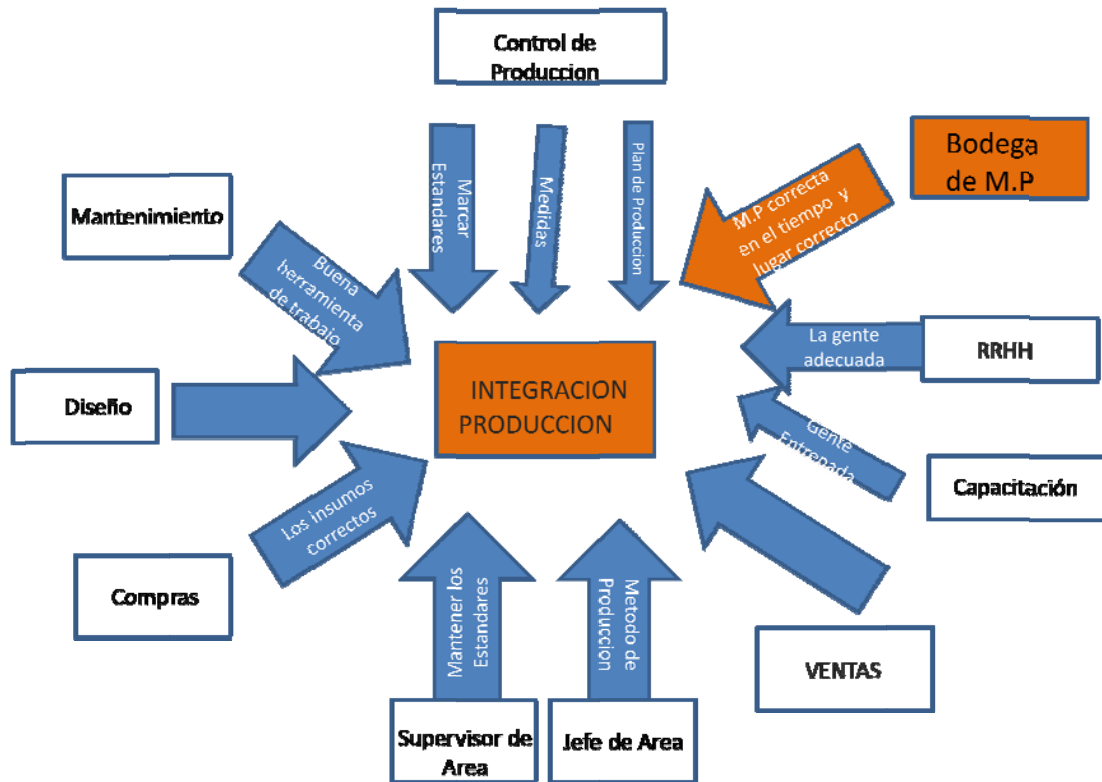 Control de
Produccion
Marcar
Estandares
Medidas
Plan de Produccion
Bodega
de M.P
M.P correcta
en el tiempo y
lugar correcto
Mantenimiento
Buena
herramienta
de trabajo
La gente
adecuada
RRHH
INTEGRACION
PRODUCCION
Diseño
Gente
Entrenada
Capacitación
Los insumos
correctos
Compras
Mantener los
Estandares
Metodo de
Produccion
VENTAS
Supervisor de
Area
Jefe de Area